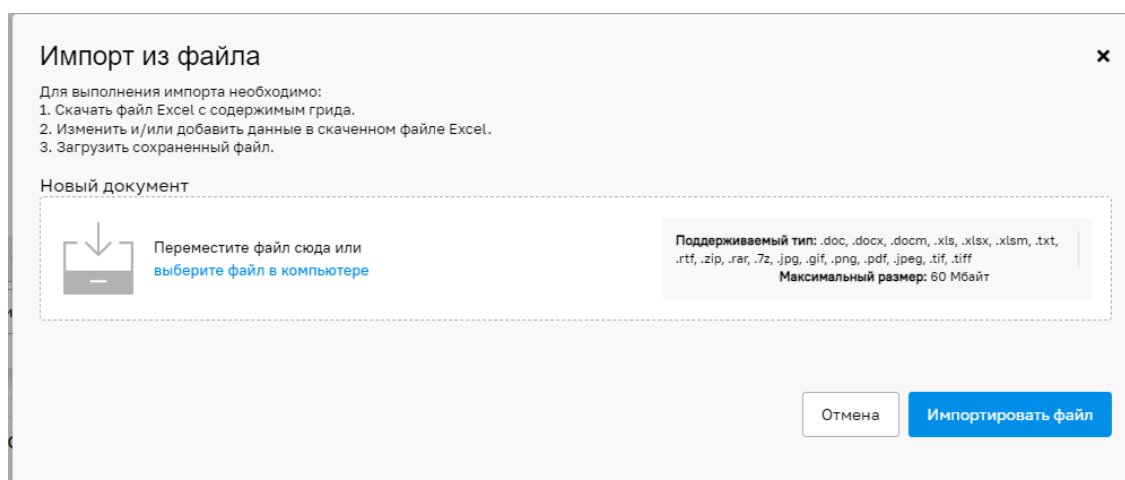 Импорт из файла
Для выполнения импорта необходимо:
1. Скачать файл Excel с содержимым грида.
2. Изменить и/или добавить данные в скаченном файле Excel.
3. Загрузить сохраненный файл.
Новый документ
Переместите файл сюда или
выберите файл в компьютере
Поддерживаемый тип: .doc, .docx, .docm, .xls, .xlsx, .xlsm, .txt,
.rtf, .zip, .rar, .7z, .jpg, .gif, .png, .pdf, .jpeg, .tif, .tiff
Максимальный размер: 60 Мбайт
Отмена
Импортировать файл